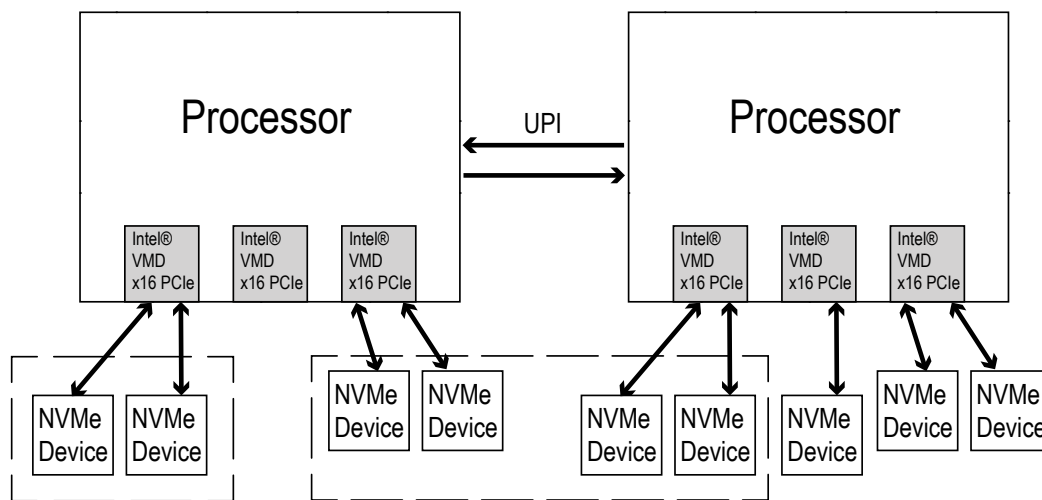 Processor
UPI
Processor
Intel®
VMD
x16 PCIe
Intel®
VMD
x16 PCIe
Intel®
VMD
x16 PCIe
Intel®
VMD
x16 PCIe
Intel®
VMD
x16 PCIe
Intel®
VMD
x16 PCIe
NVMe
Device
NVMe
Device
NVMe
Device
NVMe
Device
NVMe
Device
NVMe
Device
NVMe
Device
NVMe
Device
NVMe
Device